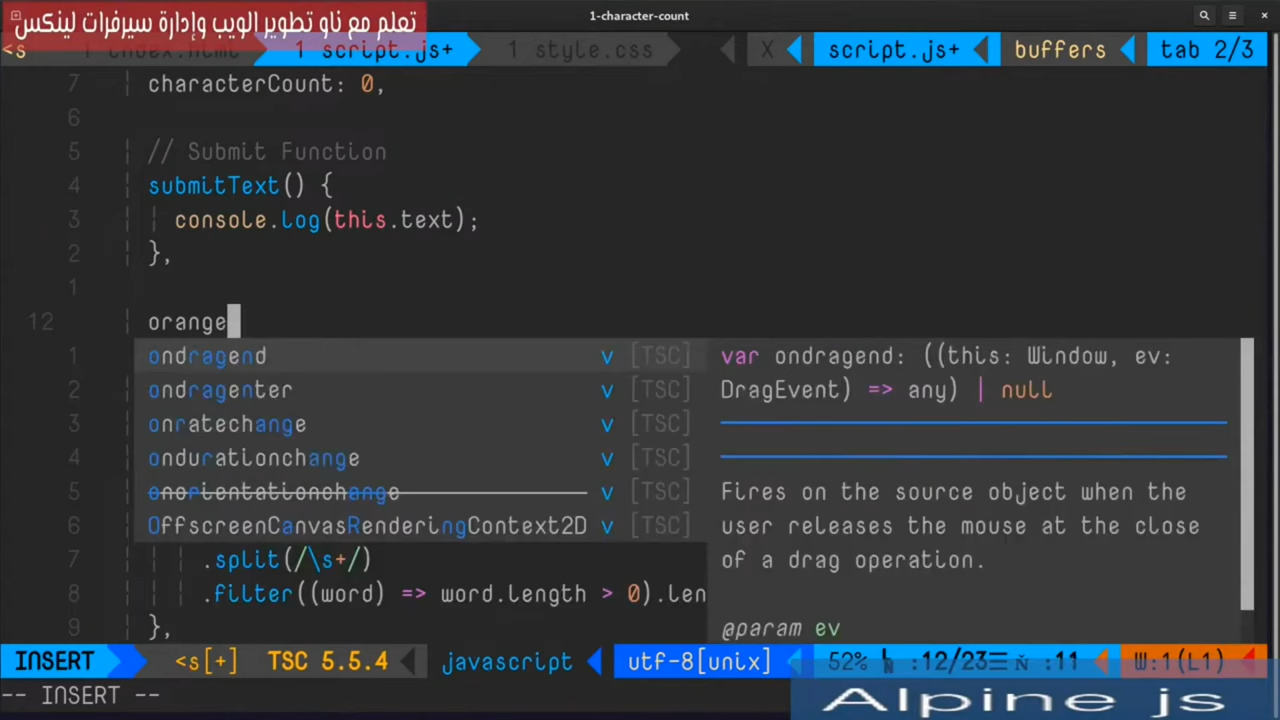 تعلم مع ناو تطوير الويب وإدارة سيرفرات لينكس
1-character-count
<s 1 index.html 1 script.js+ 1 style.css X script.js+ buffers tab 2/3
7 characterCount: 0,
6
5 // Submit Function
4 submitText() {
3 console.log(this.text);
2 },
1
12 orange
1 ondragend v [TSC] var ondragend: ((this: Window, ev:
2 ondragenter v [TSC] DragEvent) => any) | null
3 onratechange v [TSC]
4 ondurationchange v [TSC]
5 onorientationchange v [TSC] Fires on the source object when the
6 OffscreenCanvasRenderingContext2D v [TSC] user releases the mouse at the close
7 .split(/\s+/) of a drag operation.
8 .filter((word) => word.length > 0).len
9 }, @param ev
INSERT <s[+] TSC 5.5.4 javascript utf-8[unix] 52% :12/23 :11 W:1(L1)
-- INSERT --
Alpine js